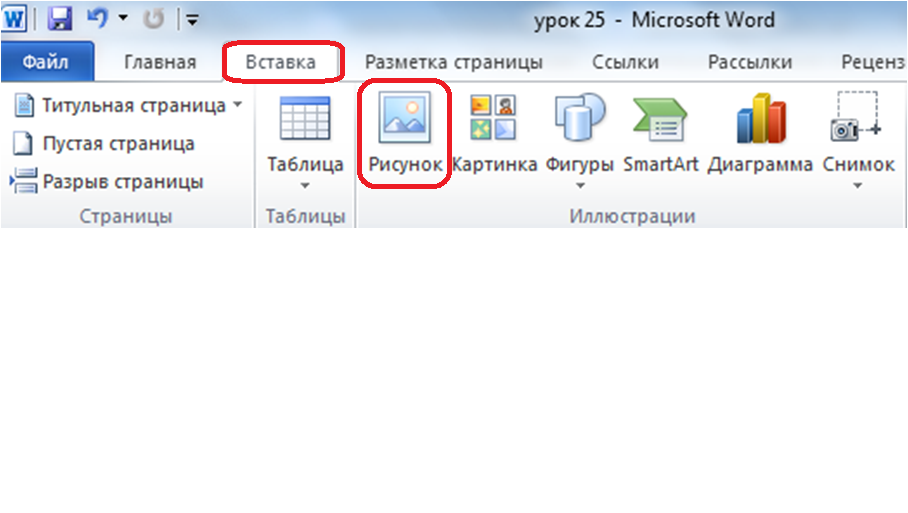 урок 25 - Microsoft Word
Файл Главная Вставка Разметка страницы Ссылки Рассылки Реценз
Титульная страница
Пустая страница
Разрыв страницы
Страницы
Таблица
Таблицы
Рисунок Картинка Фигуры SmartArt Диаграмма Снимок
Иллюстрации